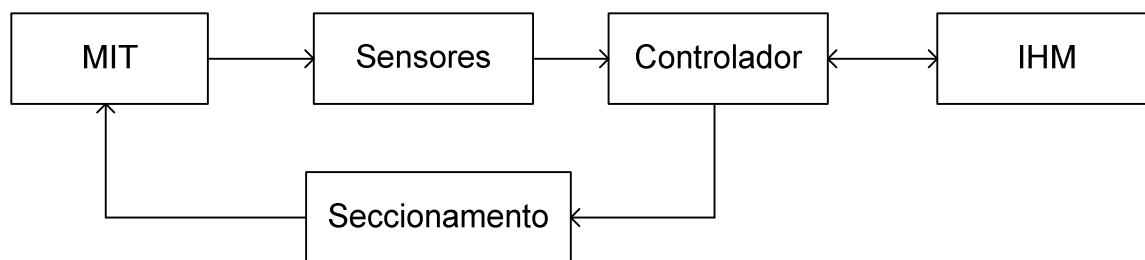 MIT
Sensores
Controlador
IHM
Seccionamento